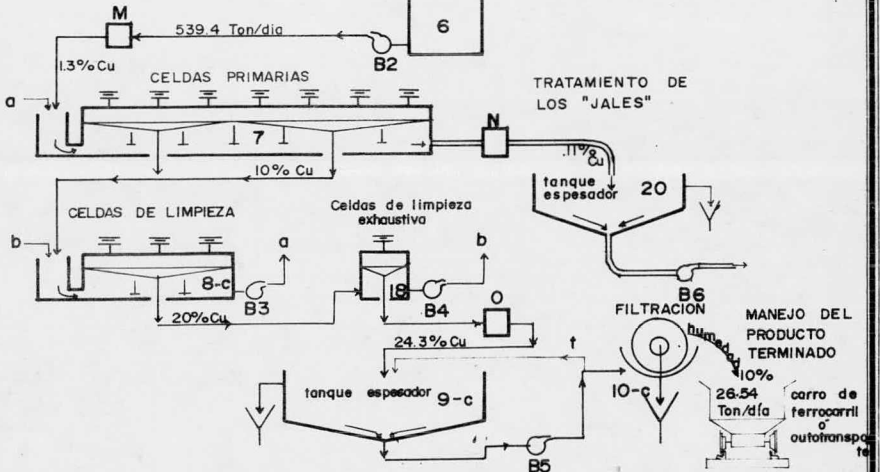 M
539.4 Ton/dia
6
B2
1.3%Cu
CELDAS PRIMARIAS
a
7
10% Cu
TRATAMIENTO DE
LOS "JALES"
N
.11%
Cu
tanque
espesador
20
B6
CELDAS DE LIMPIEZA
b
8-c
a
B3
20%Cu
Celdas de limpieza
exhaustiva
18
b
B4
O
24.3%Cu
t
tanque espesador
9-c
B5
FILTRACION
10-c
humedad
10%
MANEJO DEL
PRODUCTO
TERMINADO
26.54
Ton/día
carro de
ferrocarril
ó
autotranspo
te